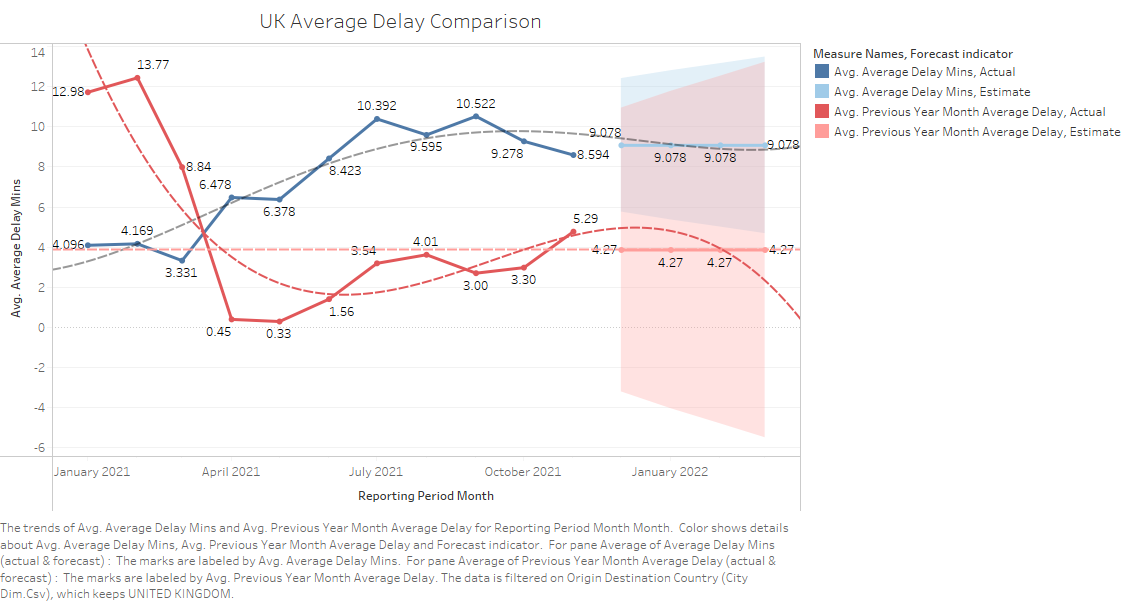 UK Average Delay Comparison
Measure Names, Forecast indicator
Avg. Average Delay Mins, Actual
Avg. Average Delay Mins, Estimate
Avg. Previous Year Month Average Delay, Actual
Avg. Previous Year Month Average Delay, Estimate
Avg. Average Delay Mins
14
12
10
8
6
4
2
0
-2
-4
-6
12.98
13.77
8.84
0.45
0.33
1.56
3.54
4.01
3.00
3.30
5.29
4.27
4.27
4.27
4.27
4.096
4.169
3.331
6.478
6.378
8.423
10.392
9.595
10.522
9.278
8.594
9.078
9.078
9.078
9.078
January 2021
April 2021
July 2021
October 2021
January 2022
Reporting Period Month
The trends of Avg. Average Delay Mins and Avg. Previous Year Month Average Delay for Reporting Period Month Month.  Color shows details
about Avg. Average Delay Mins, Avg. Previous Year Month Average Delay and Forecast indicator.  For pane Average of Average Delay Mins
(actual & forecast) :  The marks are labeled by Avg. Average Delay Mins.  For pane Average of Previous Year Month Average Delay (actual &
forecast) :  The marks are labeled by Avg. Previous Year Month Average Delay. The data is filtered on Origin Destination Country (City
Dim.Csv), which keeps UNITED KINGDOM.